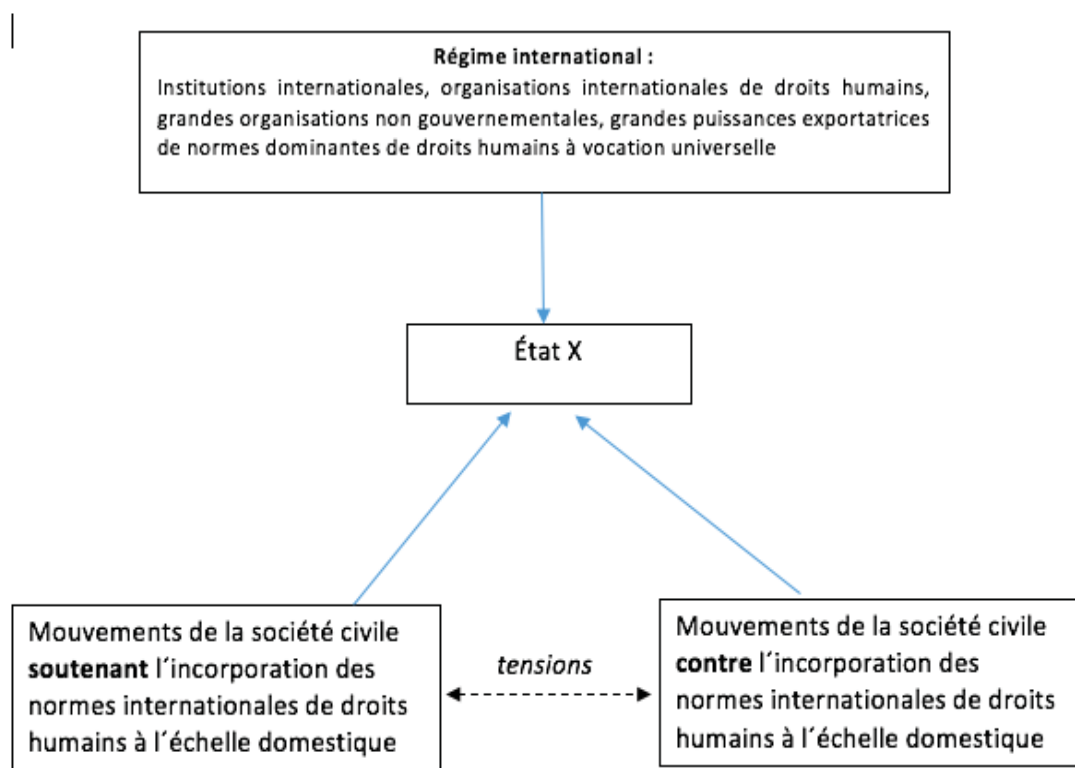 Régime international :
Institutions internationales, organisations internationales de droits humains,
grandes organisations non gouvernementales, grandes puissances exportatrices
de normes dominantes de droits humains à vocation universelle
État X
Mouvements de la société civile
soutenant l´incorporation des
normes internationales de droits
humains à l´échelle domestique
tensions
Mouvements de la société civile
contre l´incorporation des
normes internationales de droits
humains à l´échelle domestique